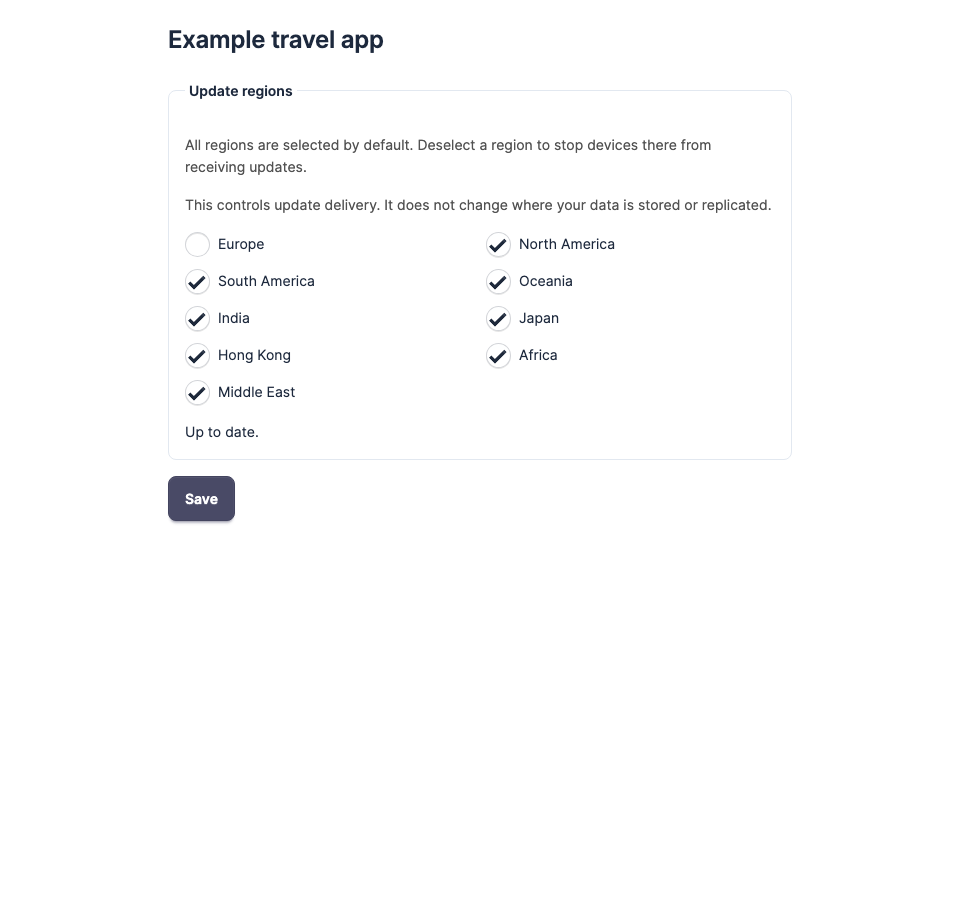 Example travel app
Update regions
All regions are selected by default. Deselect a region to stop devices there from
receiving updates.
This controls update delivery. It does not change where your data is stored or replicated.
Europe
North America
South America
Oceania
India
Japan
Hong Kong
Africa
Middle East
Up to date.
Save